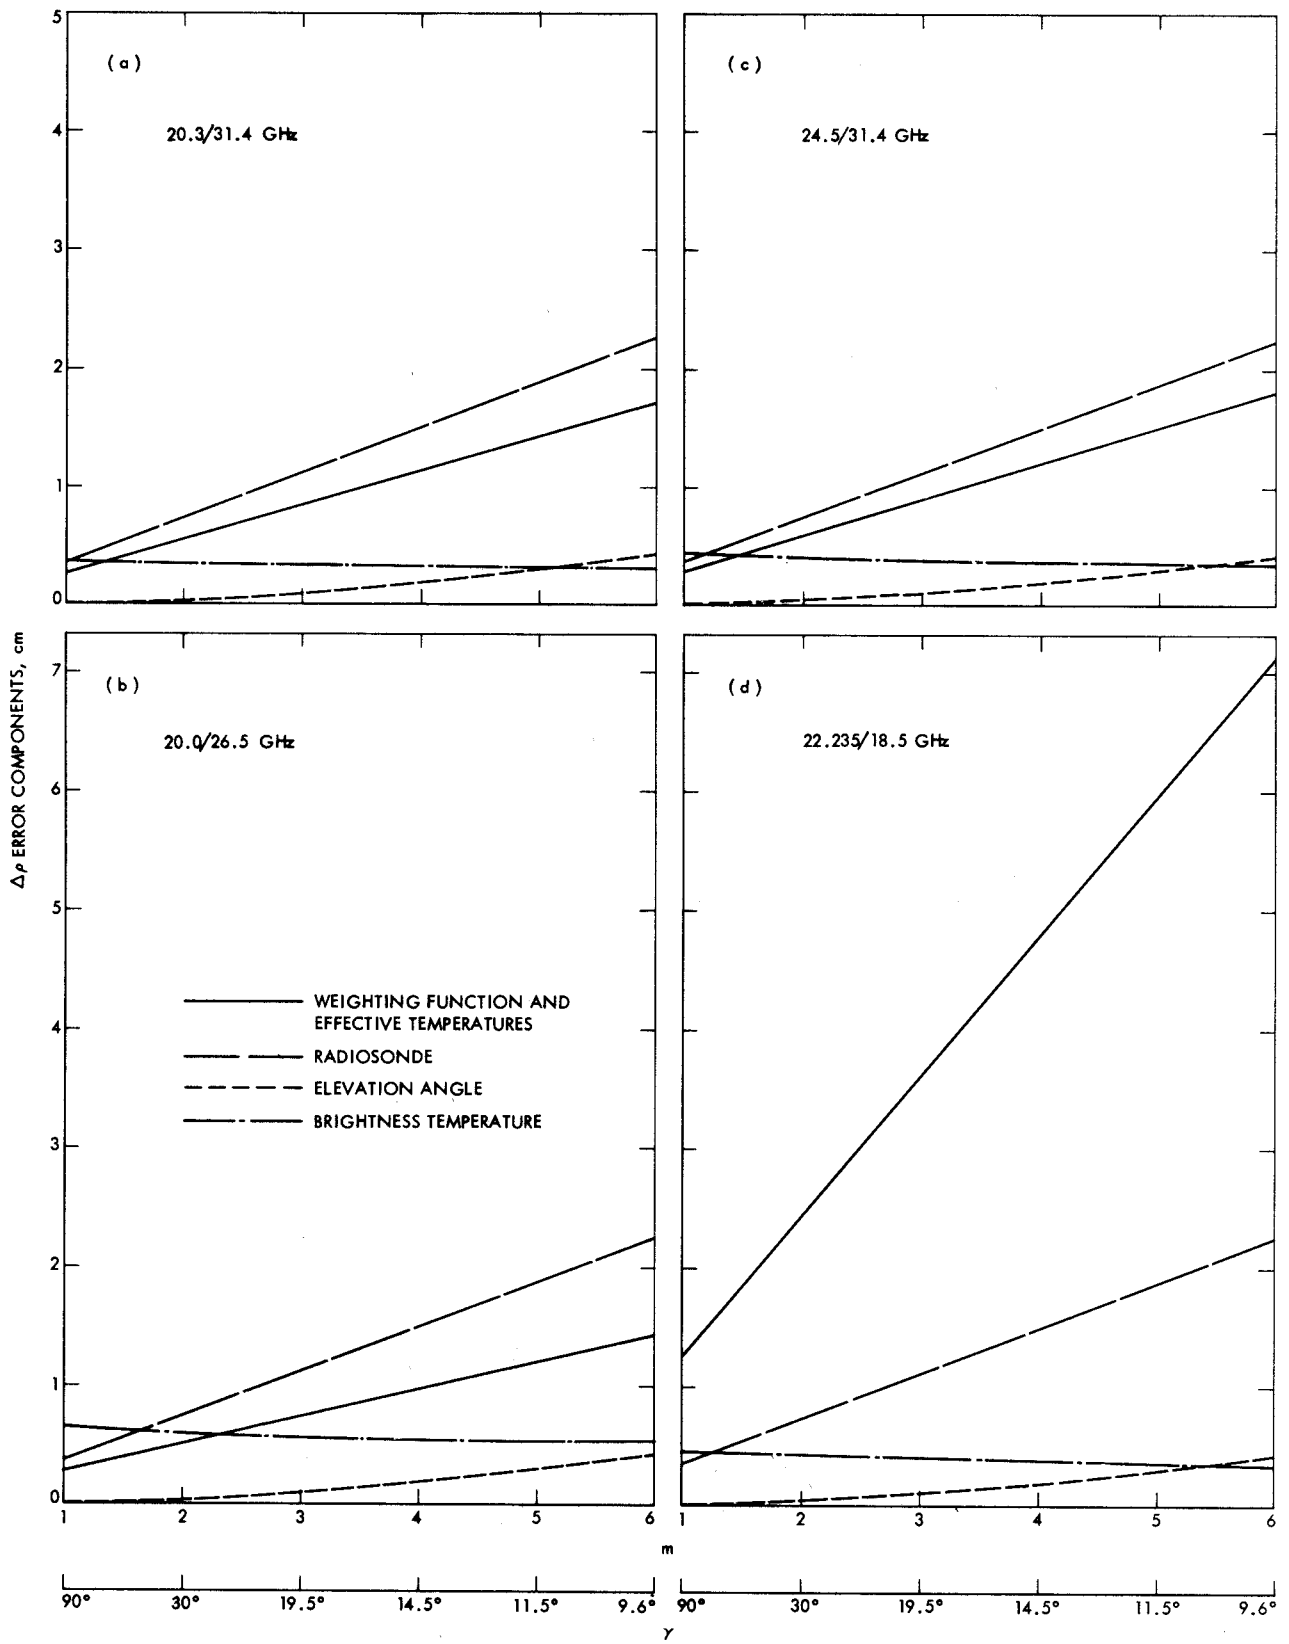 5
4
3
2
1
0
(a)
20.3/31.4 GHz
(c)
24.5/31.4 GHz
Δρ ERROR COMPONENTS, cm
7
6
5
4
3
2
1
0
(b)
20.0/26.5 GHz
WEIGHTING FUNCTION AND
EFFECTIVE TEMPERATURES
RADIOSONDE
ELEVATION ANGLE
BRIGHTNESS TEMPERATURE
(d)
22.235/18.5 GHz
1 2 3 4 5 6
1 2 3 4 5 6
m
90° 30° 19.5° 14.5° 11.5° 9.6°
90° 30° 19.5° 14.5° 11.5° 9.6°
γ